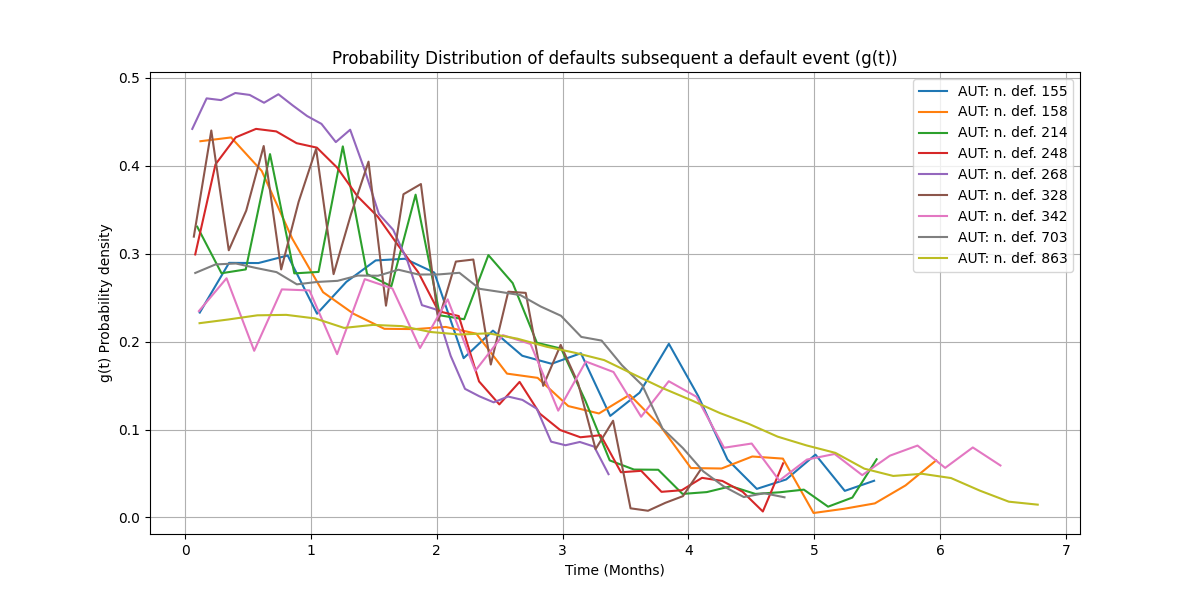 Probability Distribution of defaults subsequent a default event (g(t))
g(t) Probability density
0.5
0.4
0.3
0.2
0.1
0.0
AUT: n. def. 155
AUT: n. def. 158
AUT: n. def. 214
AUT: n. def. 248
AUT: n. def. 268
AUT: n. def. 328
AUT: n. def. 342
AUT: n. def. 703
AUT: n. def. 863
0 1 2 3 4 5 6 7
Time (Months)